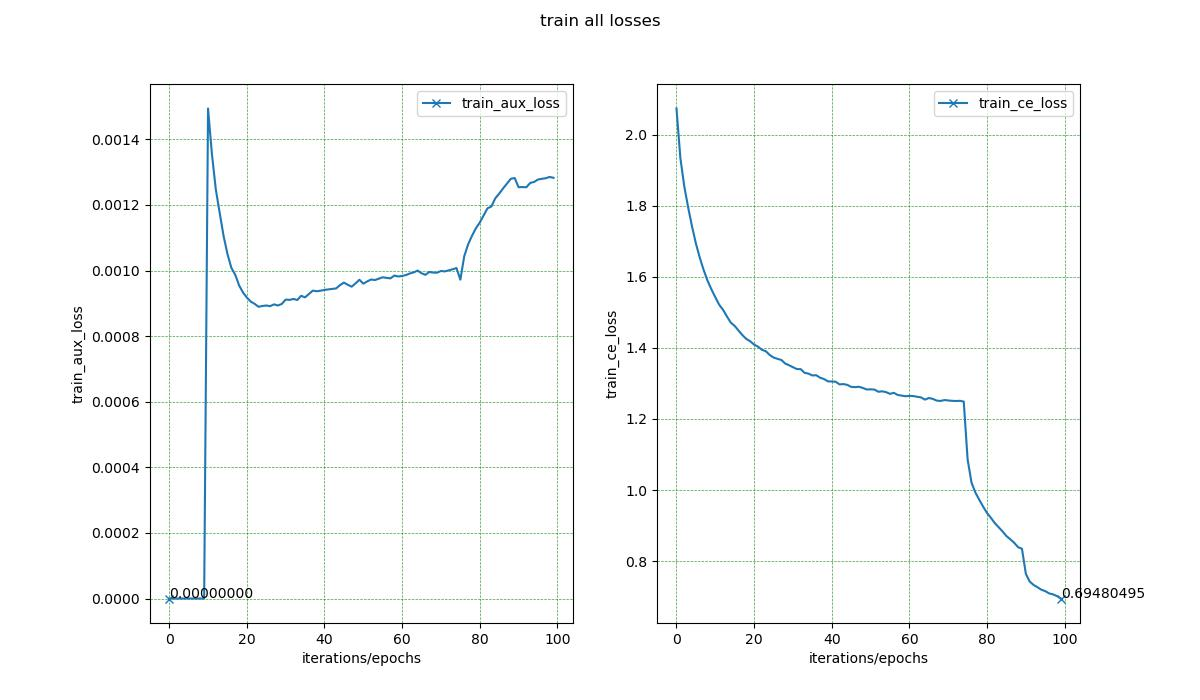 train all losses
train_aux_loss
0.0014
0.0012
0.0010
0.0008
0.0006
0.0004
0.0002
0.0000
train_aux_loss
0.00000000
0 20 40 60 80 100
iterations/epochs
train_ce_loss
2.0
1.8
1.6
1.4
1.2
1.0
0.8
train_ce_loss
0.69480495
0 20 40 60 80 100
iterations/epochs